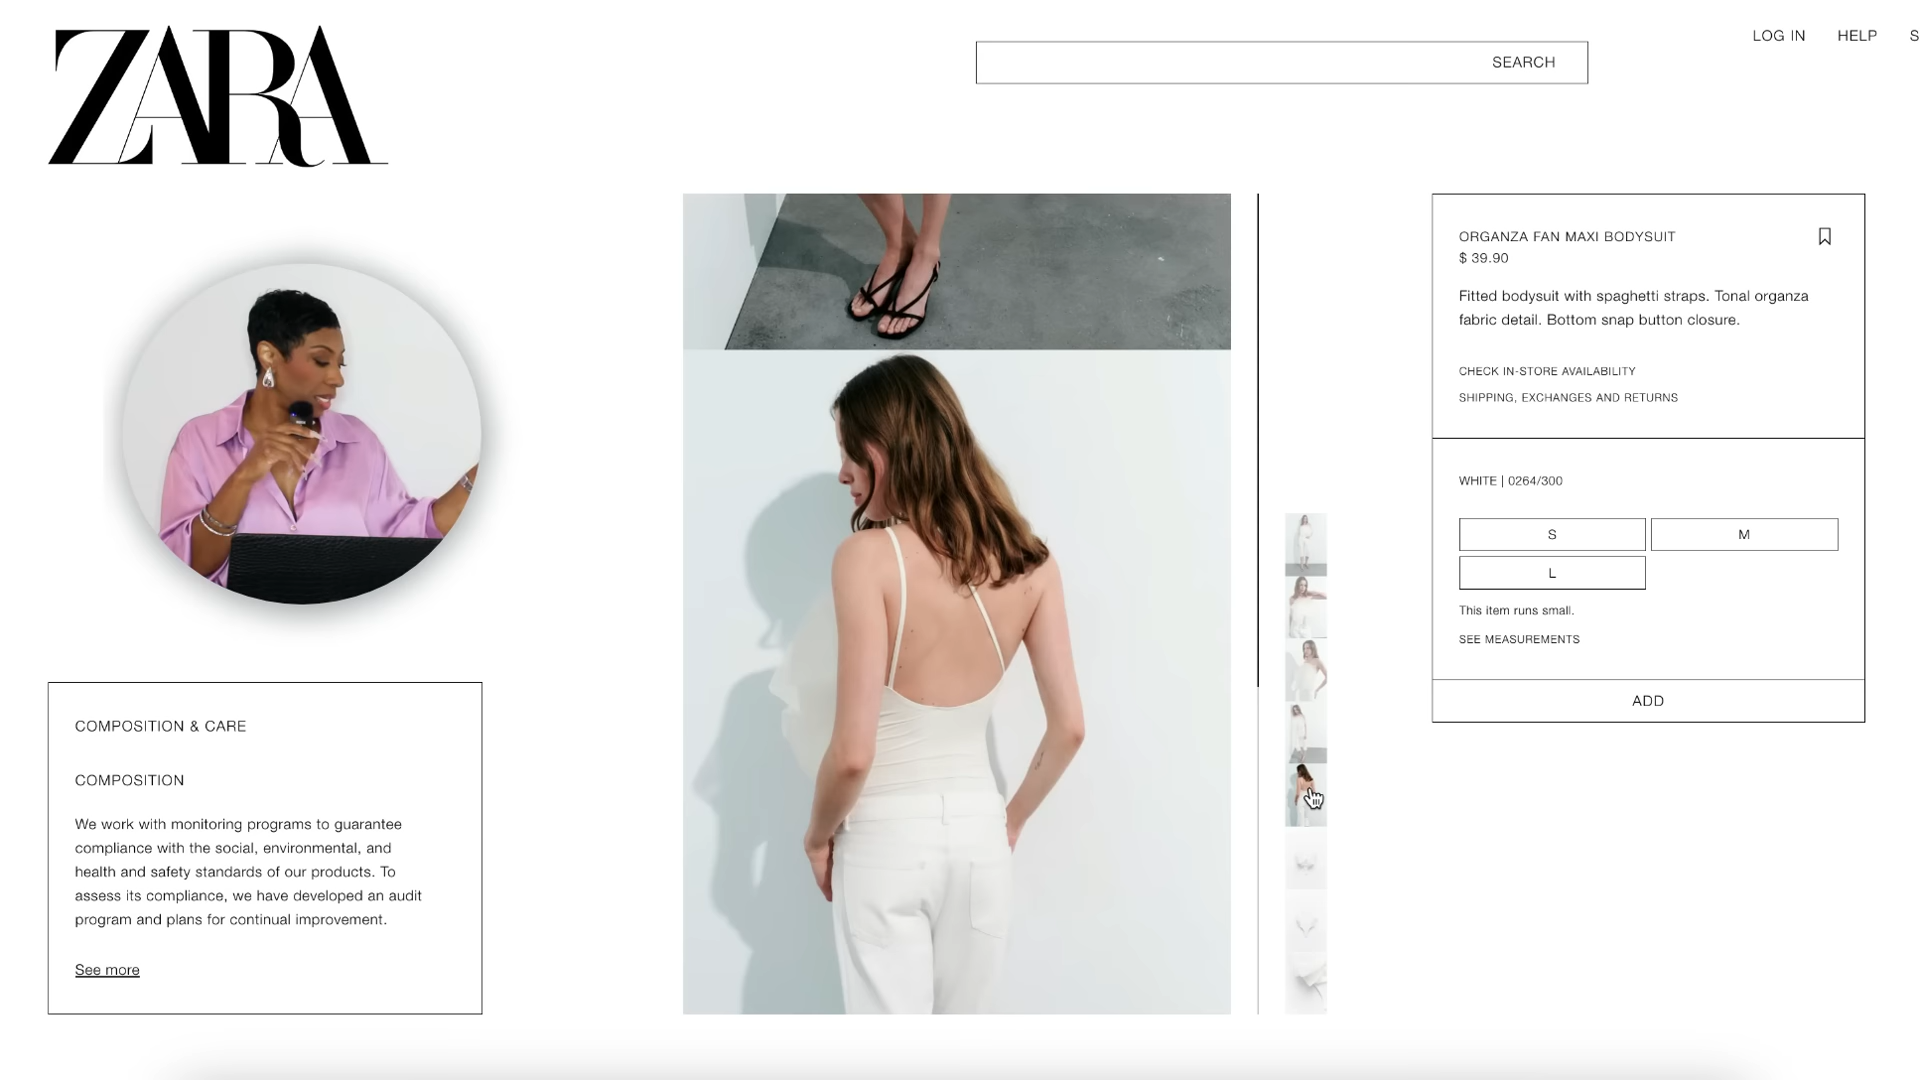 ZARA
SEARCH
LOG IN
HELP
S
ORGANZA FAN MAXI BODYSUIT
$ 39.90
Fitted bodysuit with spaghetti straps. Tonal organza
fabric detail. Bottom snap button closure.
CHECK IN-STORE AVAILABILITY
SHIPPING, EXCHANGES AND RETURNS
WHITE | 0264/300
S
M
L
This item runs small.
SEE MEASUREMENTS
ADD
COMPOSITION & CARE
COMPOSITION
We work with monitoring programs to guarantee
compliance with the social, environmental, and
health and safety standards of our products. To
assess its compliance, we have developed an audit
program and plans for continual improvement.
See more